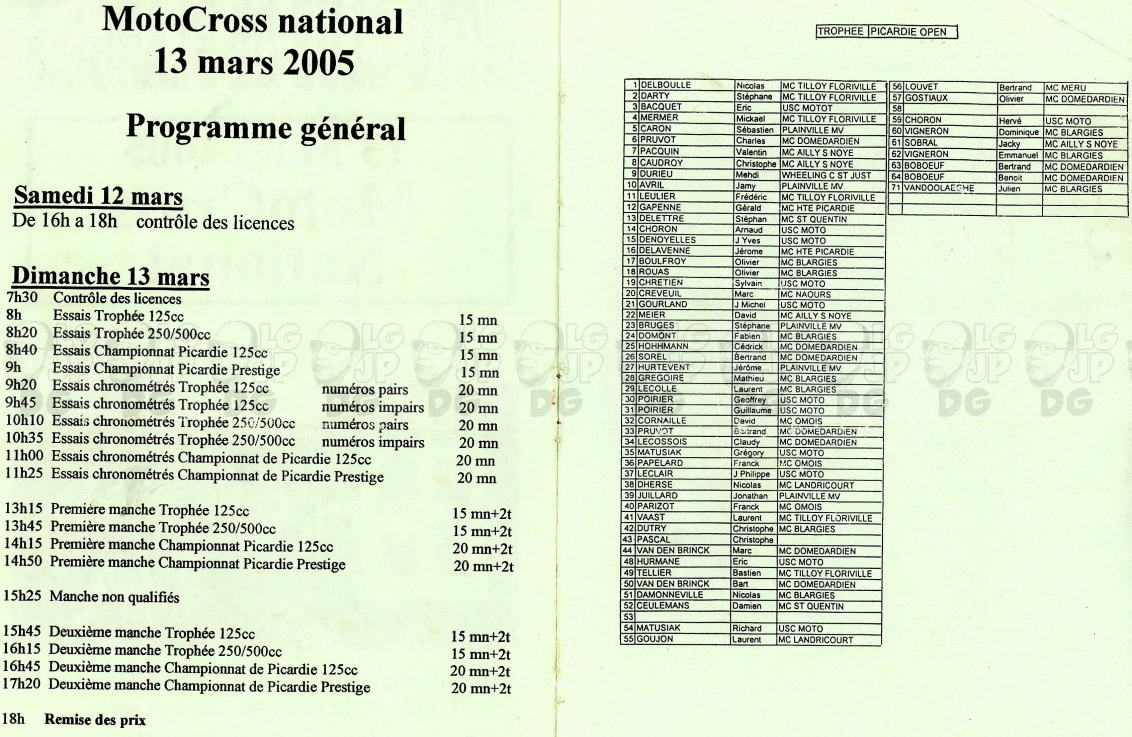 MotoCross national
13 mars 2005
Programme général
Samedi 12 mars
De 16h a 18h contrôle des licences
Dimanche 13 mars
7h30 Contrôle des licences
8h Essais Trophée 125cc 15 mn
8h20 Essais Trophée 250/500cc 15 mn
8h40 Essais Championnat Picardie 125cc 15 mn
9h Essais Championnat Picardie Prestige 15 mn
9h20 Essais chronométrés Trophée 125cc numéros pairs 20 mn
9h45 Essais chronométrés Trophée 125cc numéros impairs 20 mn
10h10 Essais chronométrés Trophée 250/500cc numéros pairs 20 mn
10h35 Essais chronométrés Trophée 250/500cc numéros impairs 20 mn
11h00 Essais chronométrés Championnat de Picardie 125cc 20 mn
11h25 Essais chronométrés Championnat de Picardie Prestige 20 mn
13h15 Première manche Trophée 125cc 15 mn+2t
13h45 Première manche Trophée 250/500cc 15 mn+2t
14h15 Première manche Championnat Picardie 125cc 20 mn+2t
14h50 Première manche Championnat Picardie Prestige 20 mn+2t
15h25 Manche non qualifiés
15h45 Deuxième manche Trophée 125cc 15 mn+2t
16h15 Deuxième manche Trophée 250/500cc 15 mn+2t
16h45 Deuxième manche Championnat de Picardie 125cc 20 mn+2t
17h20 Deuxième manche Championnat de Picardie Prestige 20 mn+2t
18h Remise des prix
TROPHEE PICARDIE OPEN
1 DELBOULLE Nicolas MC TILLOY FLORIVILLE
2 DARTY Stéphane MC TILLOY FLORIVILLE
3 BACQUET Eric USC MOTOT
4 MERMER Mickael MC TILLOY FLORIVILLE
5 CARON Sébastien PLAINVILLE MV
6 PRUVOT Charles MC DOMEDARDIEN
7 PACQUIN Valentin MC AILLY S NOYE
8 CAUDROY Christophe MC AILLY S NOYE
9 DURIEU Mehdi WHEELING C ST JUST
10 AVRIL Jamy PLAINVILLE MV
11 LEULIER Frédéric MC TILLOY FLORIVILLE
12 GAPENNE Gérald MC HTE PICARDIE
13 DELETTRE Stéphan MC ST QUENTIN
14 CHORON Arnaud USC MOTO
15 DENOYELLES J Yves USC MOTO
16 DELAVENNE Jérome MC HTE PICARDIE
17 BOULFROY Olivier MC BLARGIES
18 ROUAS Olivier MC BLARGIES
19 CHRETIEN Sylvain USC MOTO
20 CREVEUIL Marc MC NAOURS
21 GOURLAND J Michel USC MOTO
22 MEIER David MC AILLY S NOYE
23 BRUGES Stéphane PLAINVILLE MV
24 DOMONT Fabien MC BLARGIES
25 HOHHMANN Cédrick MC DOMEDARDIEN
26 SOREL Bertrand MC DOMEDARDIEN
27 HURTEVENT Jérôme PLAINVILLE MV
28 GREGOIRE Mathieu MC BLARGIES
29 LECOLLE Laurent MC BLARGIES
30 POIRIER Geoffrey USC MOTO
31 POIRIER Guillaume USC MOTO
32 CORNAILLE David MC OMOIS
33 PRUVOT Bertrand MC DOMEDARDIEN
34 LECOSSOIS Claudy MC DOMEDARDIEN
35 MATUSIAK Grégory USC MOTO
36 PAPELARD Franck MC OMOIS
37 LECLAIR J Philippe USC MOTO
38 DHERSE Nicolas MC LANDRICOURT
39 JUILLARD Jonathan PLAINVILLE MV
40 PARIZOT Franck MC OMOIS
41 VAAST Laurent MC TILLOY FLORIVILLE
42 DUTRY Christophe MC BLARGIES
43 PASCAL Christophe
44 VAN DEN BRINCK Marc MC DOMEDARDIEN
48 HURMANE Eric USC MOTO
49 TELLIER Bastien MC TILLOY FLORIVILLE
50 VAN DEN BRINCK Bart MC DOMEDARDIEN
51 DAMONNEVILLE Nicolas MC BLARGIES
52 CEULEMANS Damien MC ST QUENTIN
53
54 MATUSIAK Richard USC MOTO
55 GOUJON Laurent MC LANDRICOURT
56 LOUVET Bertrand MC MERU
57 GOSTIAUX Olivier MC DOMEDARDIEN
58
59 CHORON Hervé USC MOTO
60 VIGNERON Dominique MC BLARGIES
61 SOBRAL Jacky MC AILLY S NOYE
62 VIGNERON Emmanuel MC BLARGIES
63 BOBOEUF Bertrand MC DOMEDARDIEN
64 BOBOEUF Benoit MC DOMEDARDIEN
71 VANDOOLAEGHE Julien MC BLARGIES
LG JP DG
LG JP DG
LG JP DG
LG JP DG
LG JP DG
LG JP DG
LG JP DG
LG JP DG